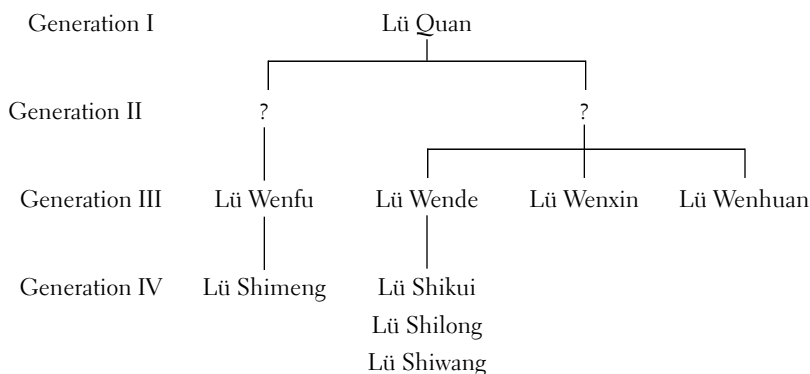 Generation I Lü Quan
Generation II ? ?
Generation III Lü Wenfu Lü Wende Lü Wenxin Lü Wenhuan
Generation IV Lü Shimeng Lü Shikui
Lü Shilong
Lü Shiwang